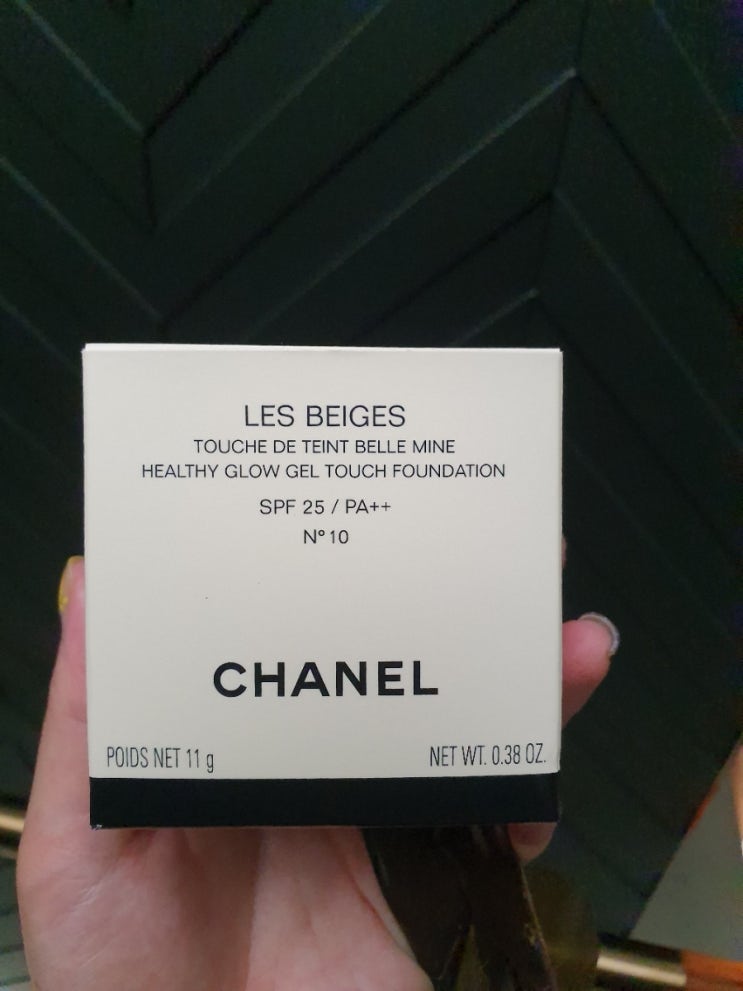 LES BEIGES
TOUCHE DE TEINT BELLE MINE
HEALTHY GLOW GEL TOUCH FOUNDATION
SPF 25 / PA++
N°10
CHANEL
POIDS NET 11 g NET WT. 0.38 OZ.